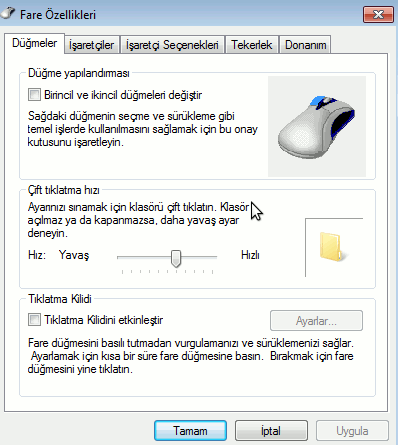 Fare Özellikleri
Düğmeler İşaretçiler İşaretçi Seçenekleri Tekerlek Donanım
Düğme yapılandırması
Birincil ve ikincil düğmeleri değiştir
Sağdaki düğmenin seçme ve sürükleme gibi
temel işlerde kullanılmasını sağlamak için bu onay
kutusunu işaretleyin.
Çift tıklatma hızı
Ayarınızı sınamak için klasörü çift tıklatın. Klasör
açılmaz ya da kapanmazsa, daha yavaş ayar
deneyin.
Hız: Yavaş Hızlı
Tıklatma Kilidi
Tıklatma Kilidini etkinleştir Ayarlar...
Fare düğmesini basılı tutmadan vurgulamanızı ve sürüklemenizi sağlar.
Ayarlamak için kısa bir süre fare düğmesine basın. Bırakmak için fare
düğmesini yine tıklatın.
Tamam İptal Uygula